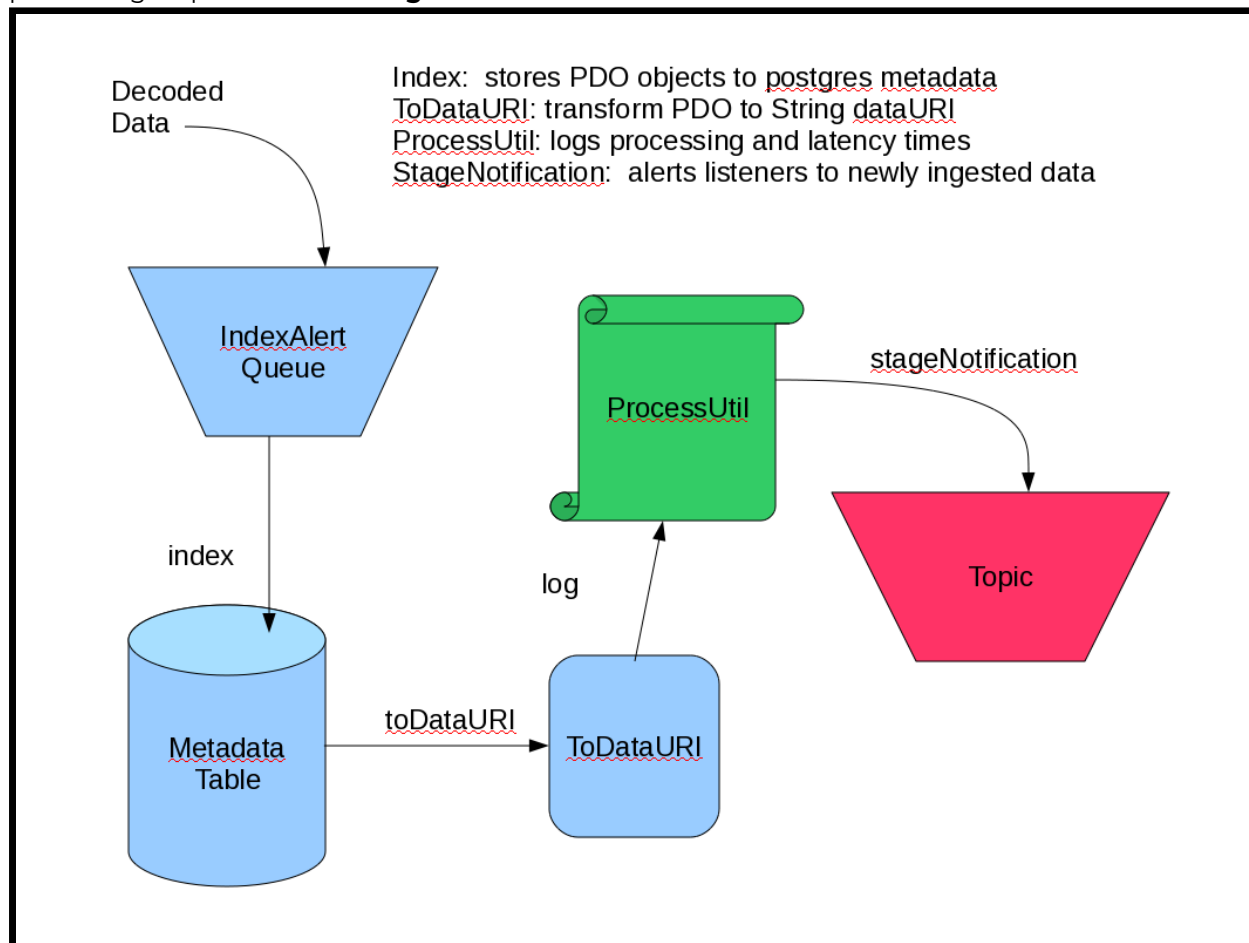 Decoded
Data
Index:  stores PDO objects to postgres metadata
ToDataURI: transform PDO to String dataURI
ProcessUtil: logs processing and latency times
StageNotification:  alerts listeners to newly ingested data
IndexAlert
Queue
ProcessUtil
stageNotification
Topic
index
log
Metadata
Table
toDataURI
ToDataURI